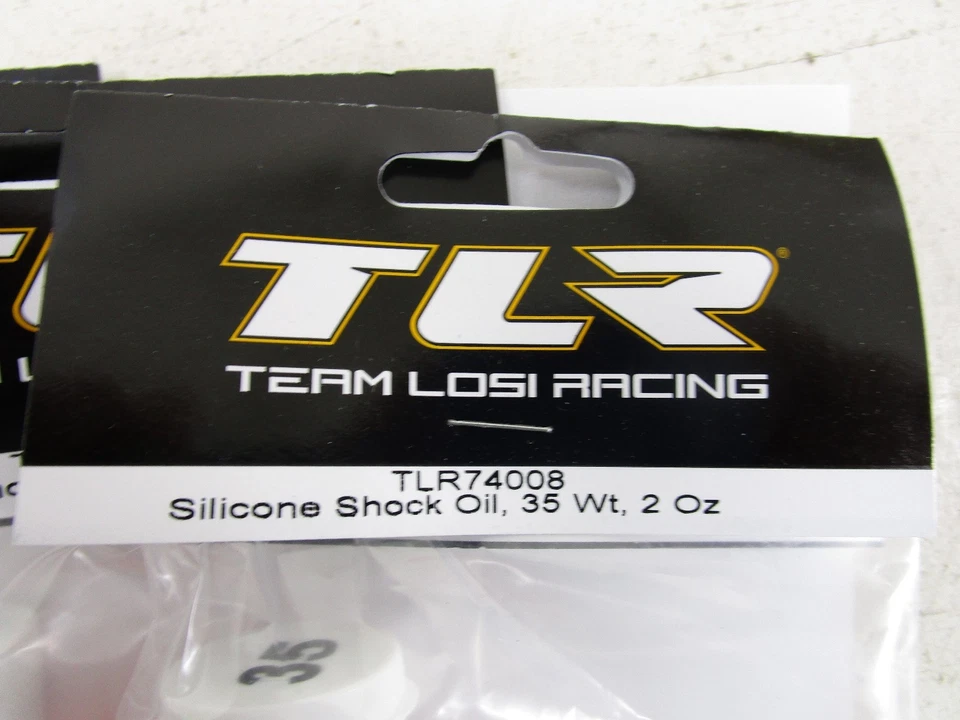 TLR®
TEAM LOSI RACING
TLR74008
Silicone Shock Oil, 35 Wt, 2 Oz
35